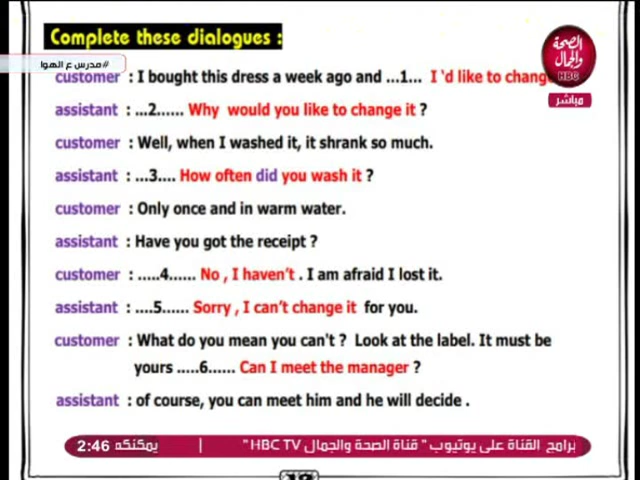 Complete these dialogues :
#مدرس ع الهوا
الصحة
والجمال
HBC
مباشر
customer : I bought this dress a week ago and ...1... I 'd like to chang
assistant : ...2...... Why would you like to change it ?
customer : Well, when I washed it, it shrank so much.
assistant : ...3.... How often did you wash it ?
customer : Only once and in warm water.
assistant : Have you got the receipt ?
customer : .....4...... No , I haven't . I am afraid I lost it.
assistant : ....5...... Sorry , I can't change it for you.
customer : What do you mean you can't ? Look at the label. It must be
yours .....6...... Can I meet the manager ?
assistant : of course, you can meet him and he will decide .
برامج القناة على يوتيوب " قناة الصحة والجمال HBC TV " | يمكنكم
2:46